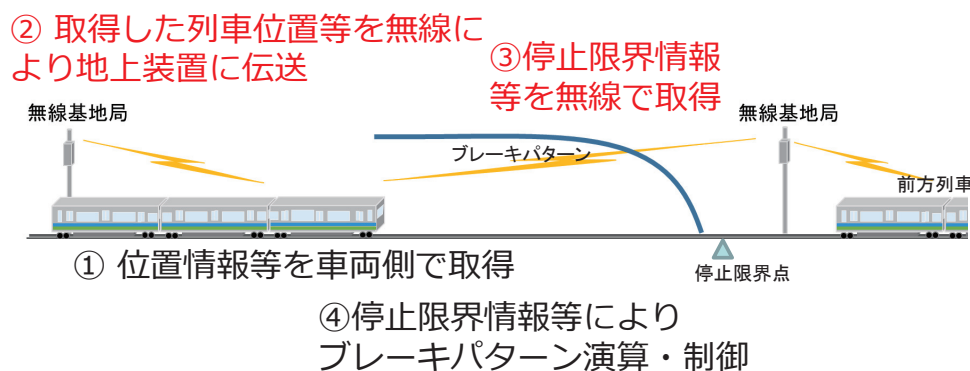 ② 取得した列車位置等を無線に
より地上装置に伝送
③停止限界情報
等を無線で取得
無線基地局
無線基地局
ブレーキパターン
前方列車
① 位置情報等を車両側で取得
停止限界点
④停止限界情報等により
ブレーキパターン演算・制御